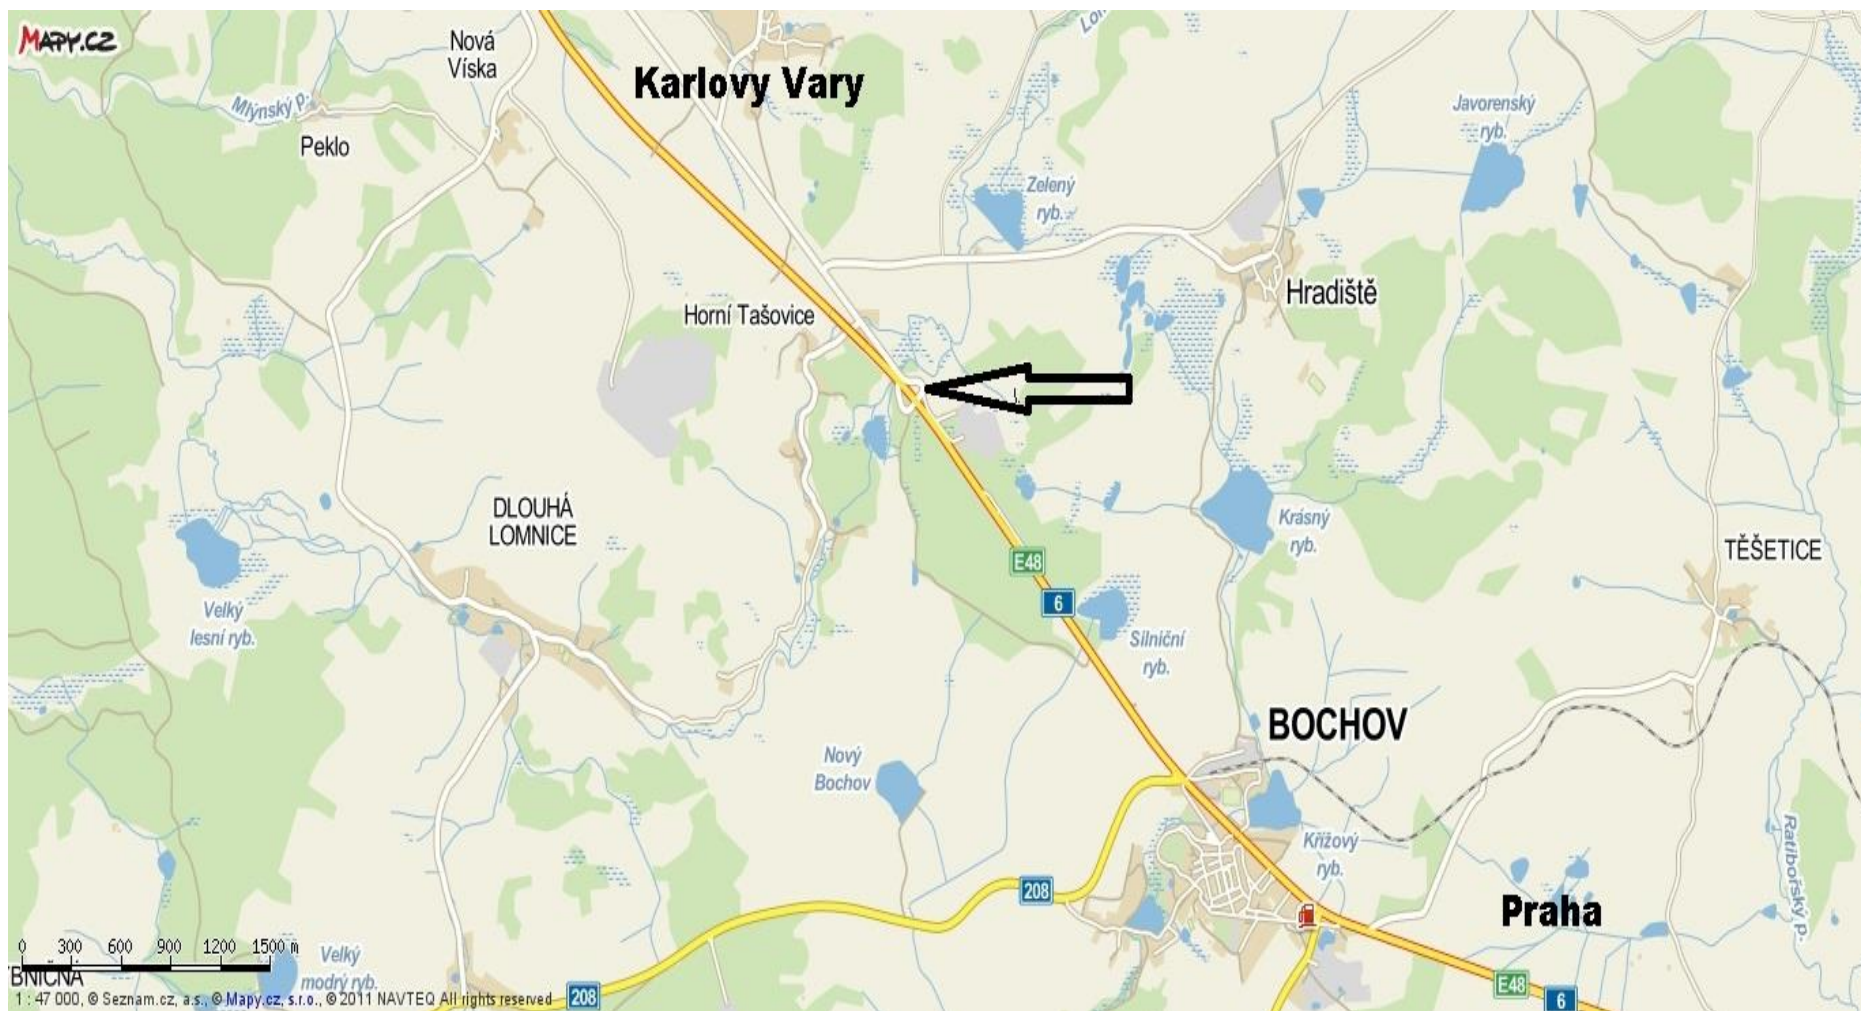 MAPY.CZ
Nová
Víska
Karlovy Vary
Mlýnský p.
Peklo
Javorenský
ryb.
Zelený
ryb.
Hradiště
Horní Tašovice
DLOUHÁ
LOMNICE
Krásný
ryb.
E48
TĚŠETICE
6
Velký
lesní ryb.
Silniční
ryb.
BOCHOV
Nový
Bochov
Křížový
ryb.
Ratibořský p.
208
Praha
0 300 600 900 1200 1500 m
Velký
modrý ryb.
BNIČNÁ
E48
208
6
1 : 47 000, © Seznam.cz, a.s., © Mapy.cz, s.r.o., © 2011 NAVTEQ All rights reserved